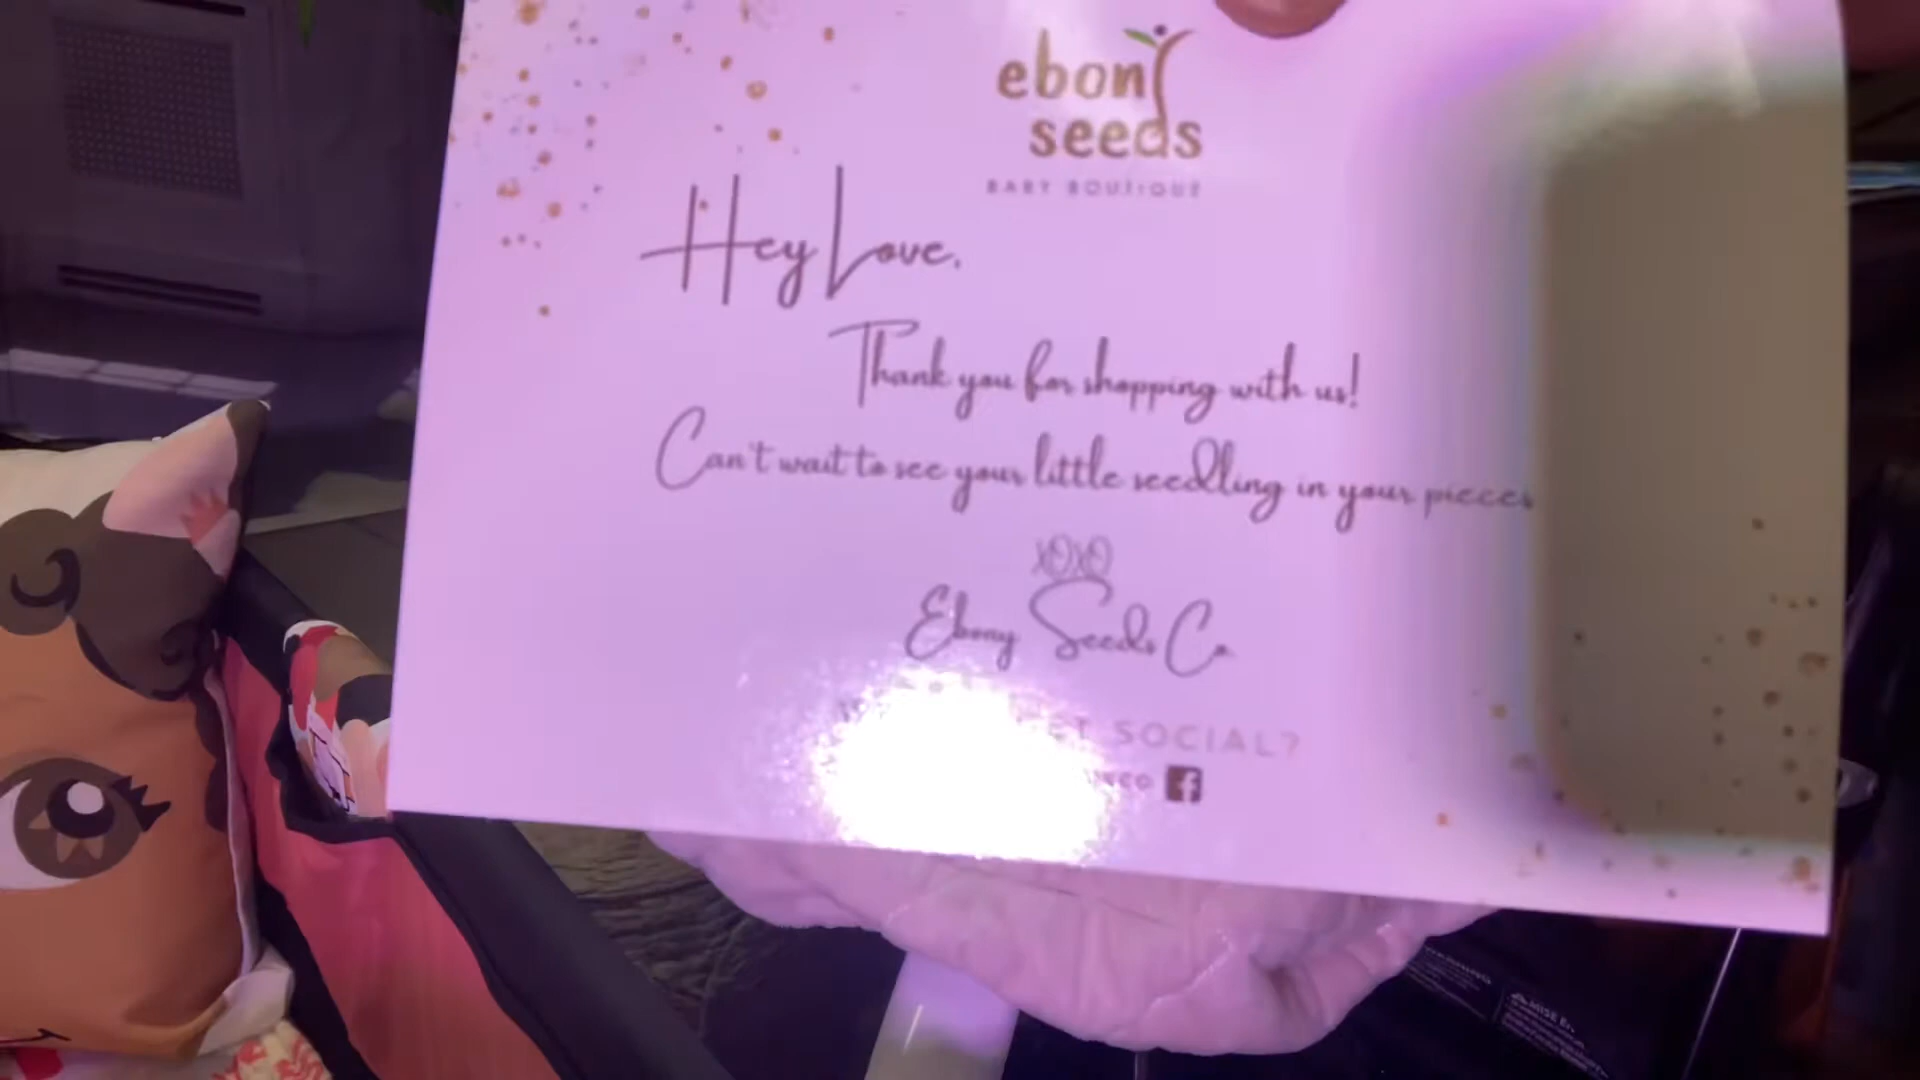 ebony
seeds
BABY BOUTIQUE
Hey Love,
Thank you for shopping with us!
Can't wait to see your little seedling in your pieces
XOXO
Ebony Seeds Co.
SOCIAL?